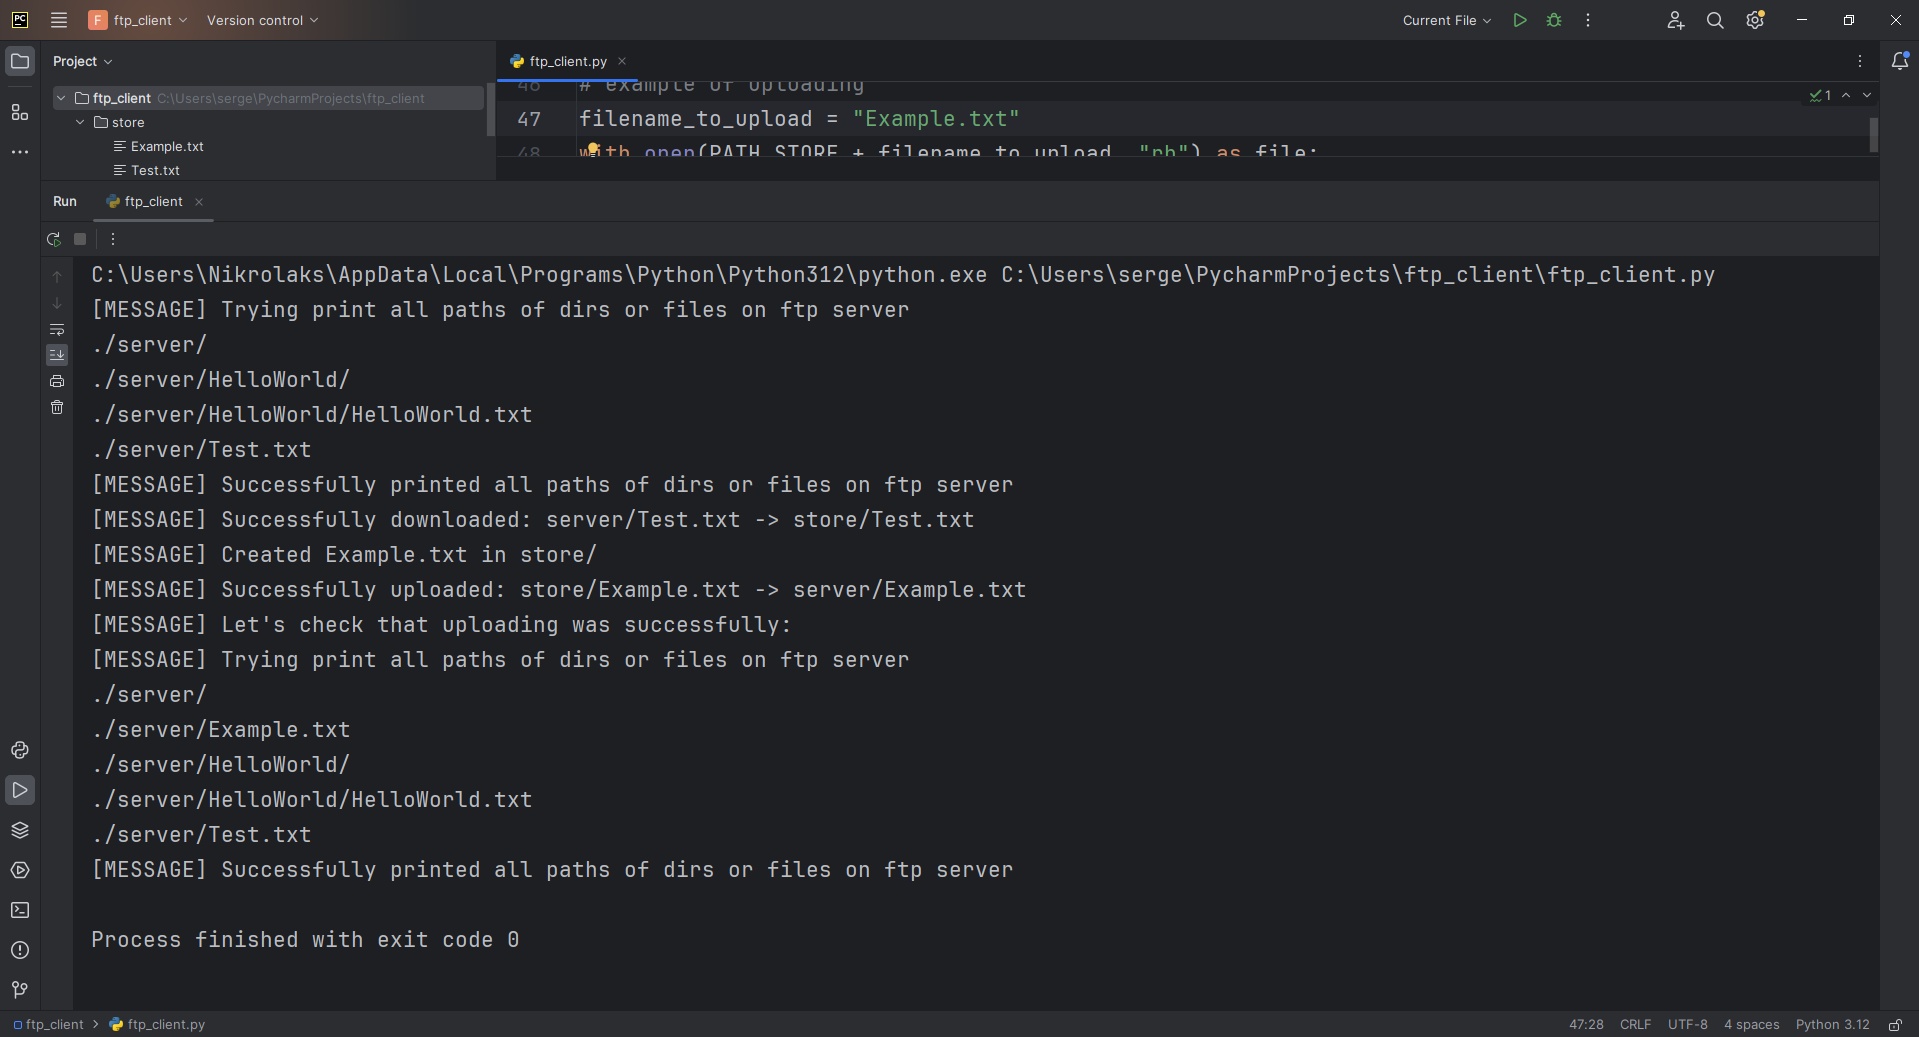 PC F ftp_client Version control Current File
Project
ftp_client C:\Users\serge\PycharmProjects\ftp_client
store
Example.txt
Test.txt
ftp_client.py
46 # example of uploading
47 filename_to_upload = "Example.txt"
48 with open(PATH_STORE + filename_to_upload, "rb") as file:
1
Run ftp_client
C:\Users\Nikrolaks\AppData\Local\Programs\Python\Python312\python.exe C:\Users\serge\PycharmProjects\ftp_client\ftp_client.py
[MESSAGE] Trying print all paths of dirs or files on ftp server
./server/
./server/HelloWorld/
./server/HelloWorld/HelloWorld.txt
./server/Test.txt
[MESSAGE] Successfully printed all paths of dirs or files on ftp server
[MESSAGE] Successfully downloaded: server/Test.txt -> store/Test.txt
[MESSAGE] Created Example.txt in store/
[MESSAGE] Successfully uploaded: store/Example.txt -> server/Example.txt
[MESSAGE] Let's check that uploading was successfully:
[MESSAGE] Trying print all paths of dirs or files on ftp server
./server/
./server/Example.txt
./server/HelloWorld/
./server/HelloWorld/HelloWorld.txt
./server/Test.txt
[MESSAGE] Successfully printed all paths of dirs or files on ftp server
Process finished with exit code 0
ftp_client > ftp_client.py 47:28 CRLF UTF-8 4 spaces Python 3.12